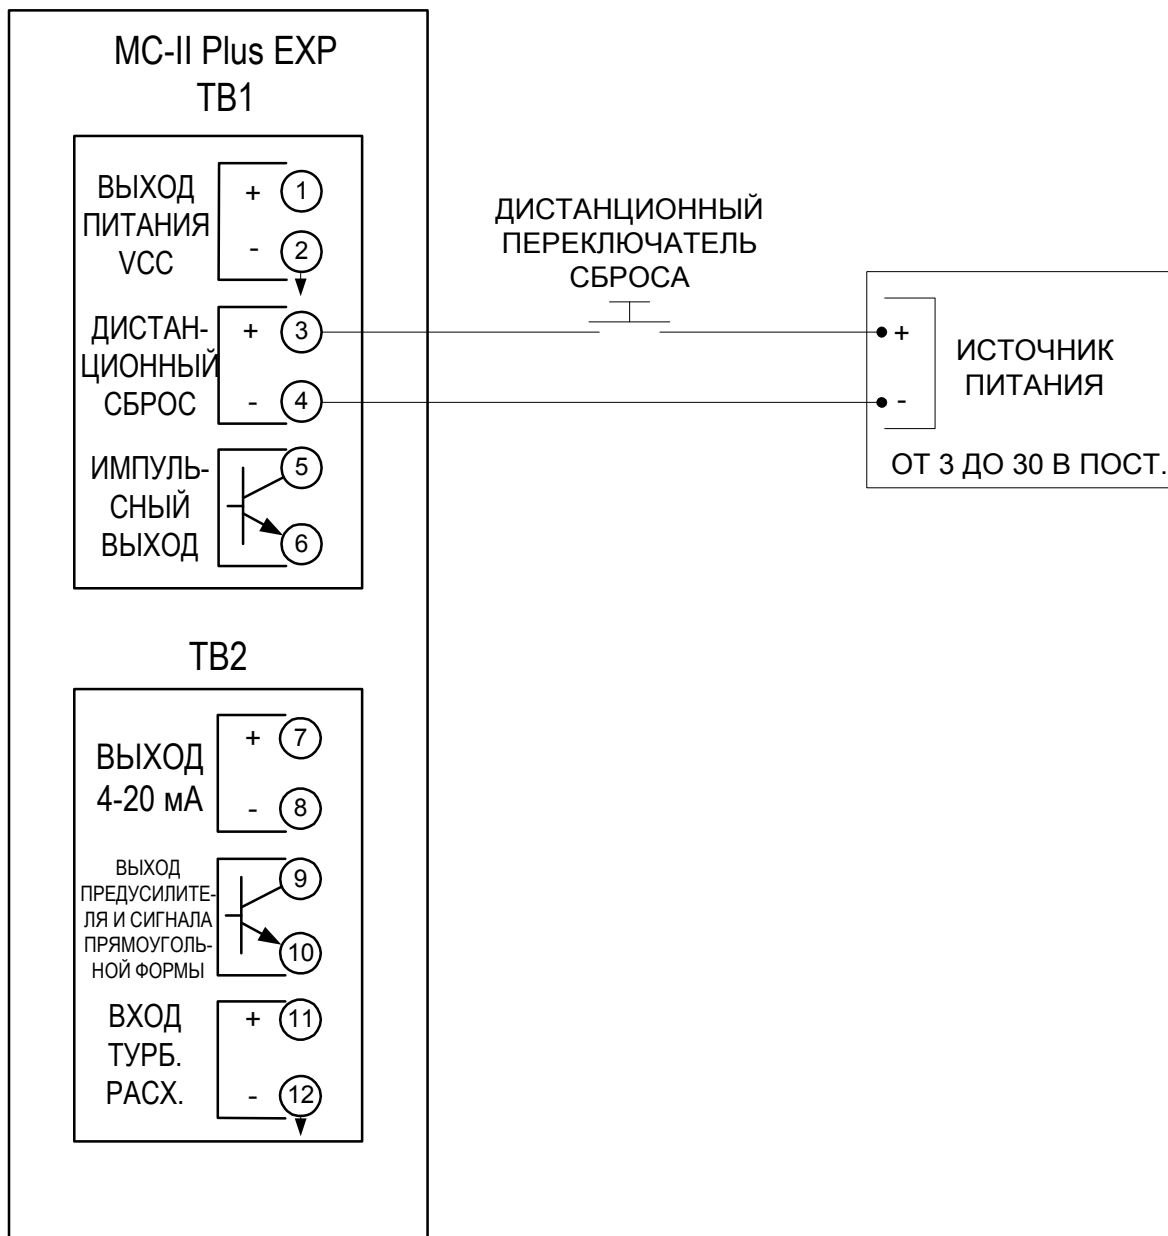 MC-II Plus EXP
TB1
ВЫХОД
ПИТАНИЯ
VCC
+ 1
- 2
ДИСТАН-
ЦИОННЫЙ
СБРОС
+ 3
- 4
ИМПУЛЬ-
СНЫЙ
ВЫХОД
5
6
ДИСТАНЦИОННЫЙ
ПЕРЕКЛЮЧАТЕЛЬ
СБРОСА
+
-
ИСТОЧНИК
ПИТАНИЯ
ОТ 3 ДО 30 В ПОСТ.
TB2
ВЫХОД
4-20 мА
+ 7
- 8
ВЫХОД
ПРЕДУСИЛИТЕ-
ЛЯ И СИГНАЛА
ПРЯМОУГОЛЬ-
НОЙ ФОРМЫ
9
10
ВХОД
ТУРБ.
РАСХ.
+ 11
- 12